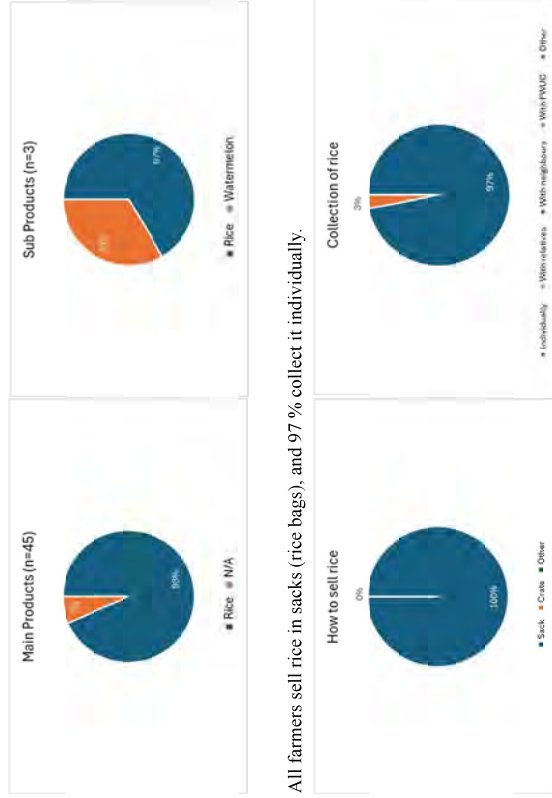 Main Products (n=45)
Rice N/A
Sub Products (n=3)
Rice Watermelon
All farmers sell rice in sacks (rice bags), and 97 % collect it individually.
How to sell rice
0%
100%
Sack Crate Other
Collection of rice
3%
97%
Individually With relatives With neighboury With FWUC Other